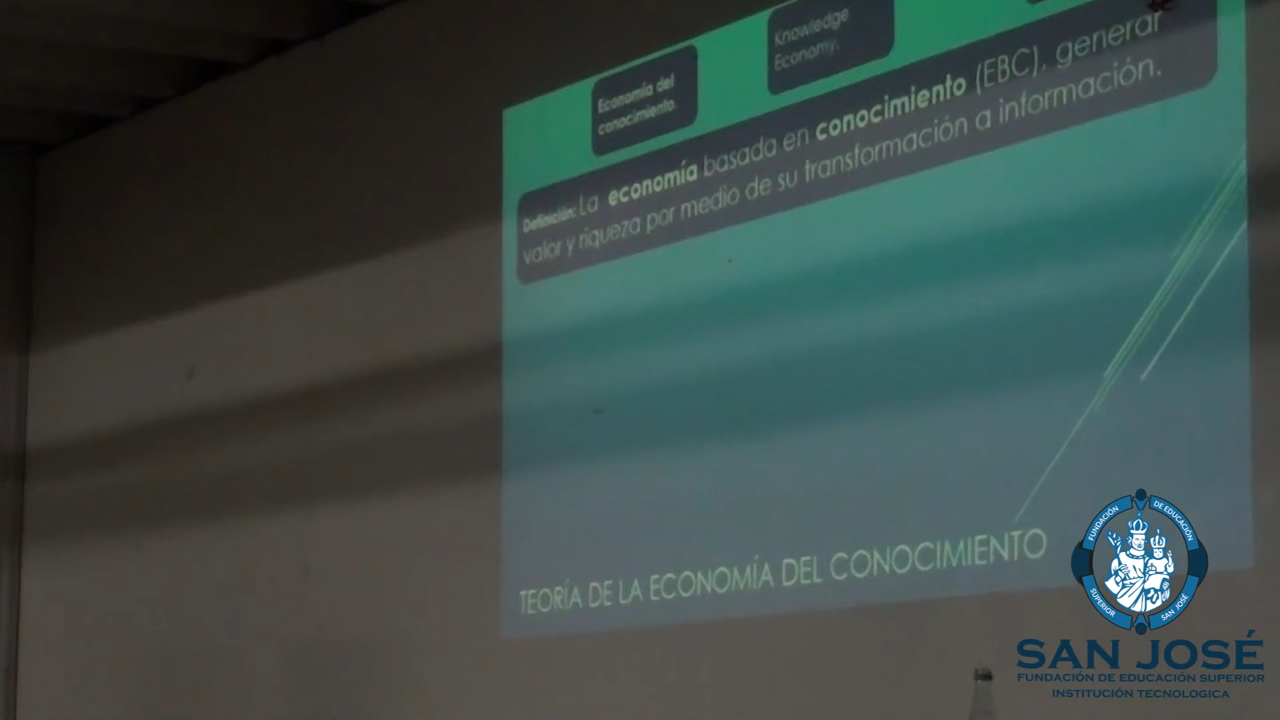 Economía del
conocimiento.
Knowledge
Economy.
Definición: La economía basada en conocimiento (EBC), generar
valor y riqueza por medio de su transformación a información.
TEORÍA DE LA ECONOMÍA DEL CONOCIMIENTO
FUNDACIÓN DE EDUCACIÓN
SUPERIOR SAN JOSÉ
SAN JOSÉ
FUNDACIÓN DE EDUCACIÓN SUPERIOR
INSTITUCIÓN TECNOLOGICA